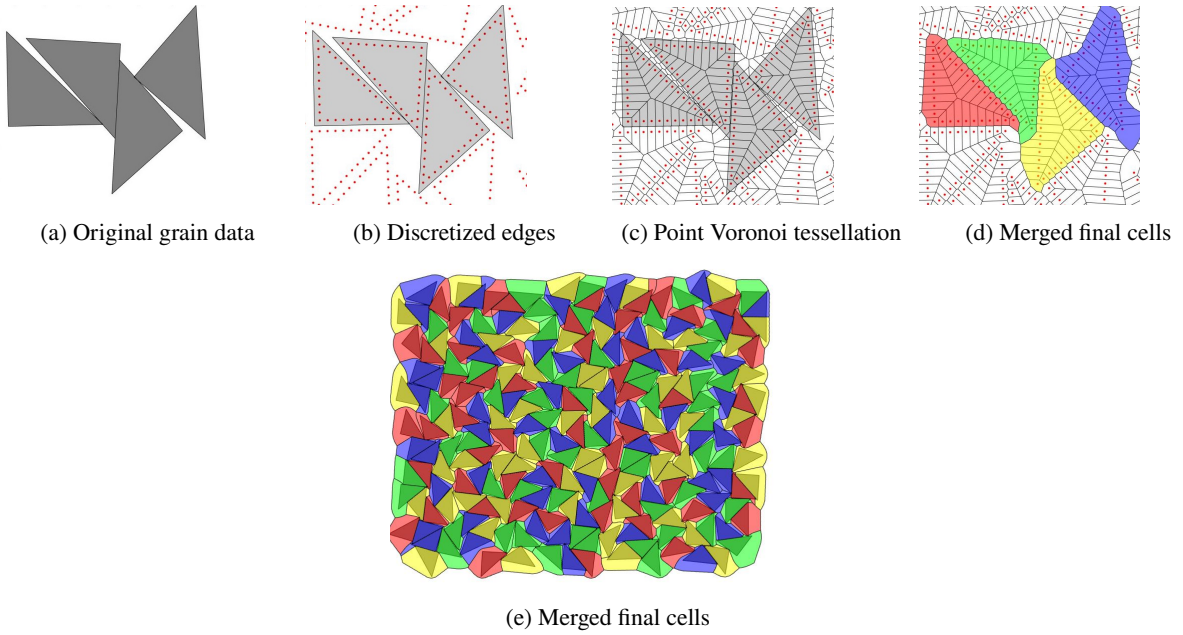 (a) Original grain data
(b) Discretized edges
(c) Point Voronoi tessellation
(d) Merged final cells
(e) Merged final cells